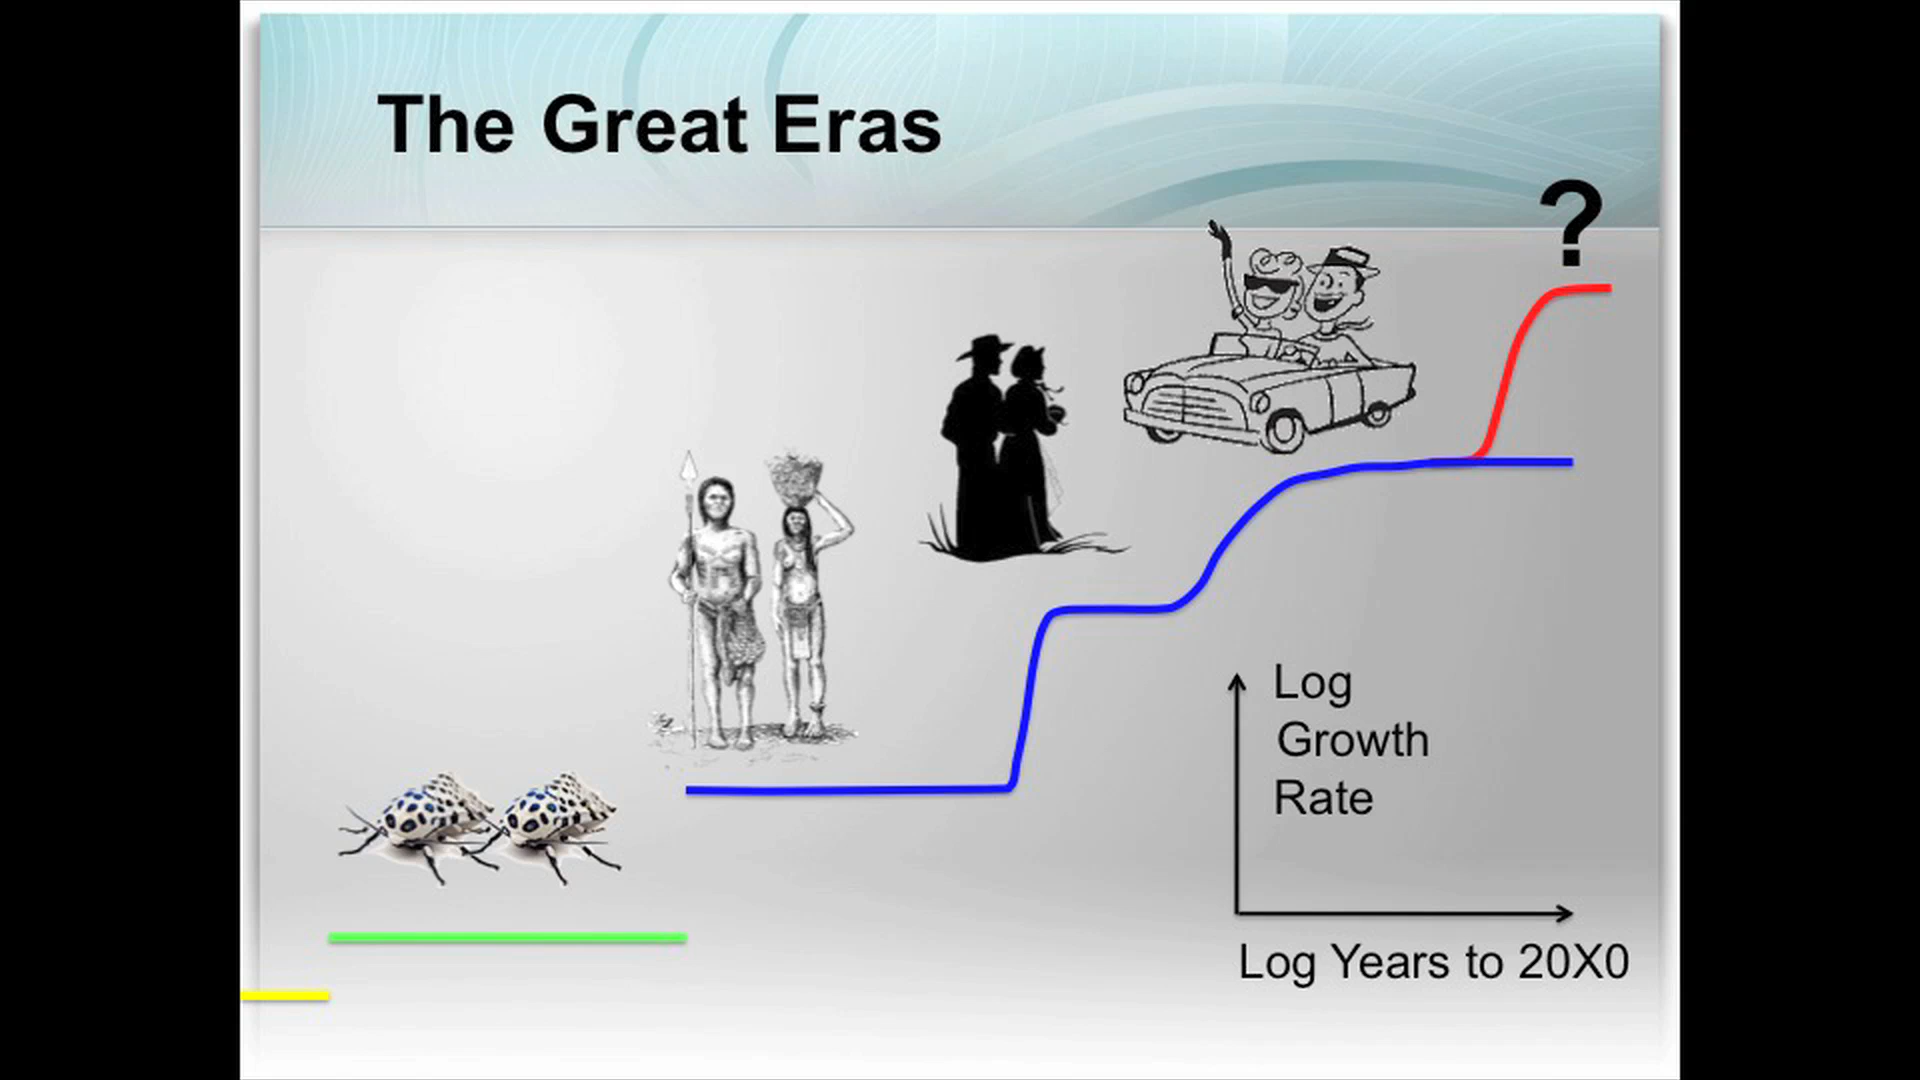 The Great Eras
?
Log
Growth
Rate
Log Years to 20X0